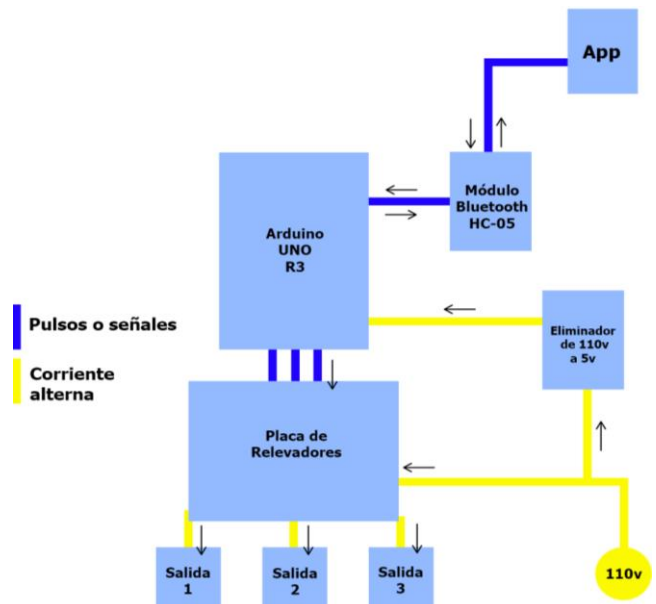 App
Módulo
Bluetooth
HC-05
Arduino
UNO
R3
Pulsos o señales
Corriente
alterna
Eliminador
de 110v
a 5v
Placa de
Relevadores
Salida
1
Salida
2
Salida
3
110v